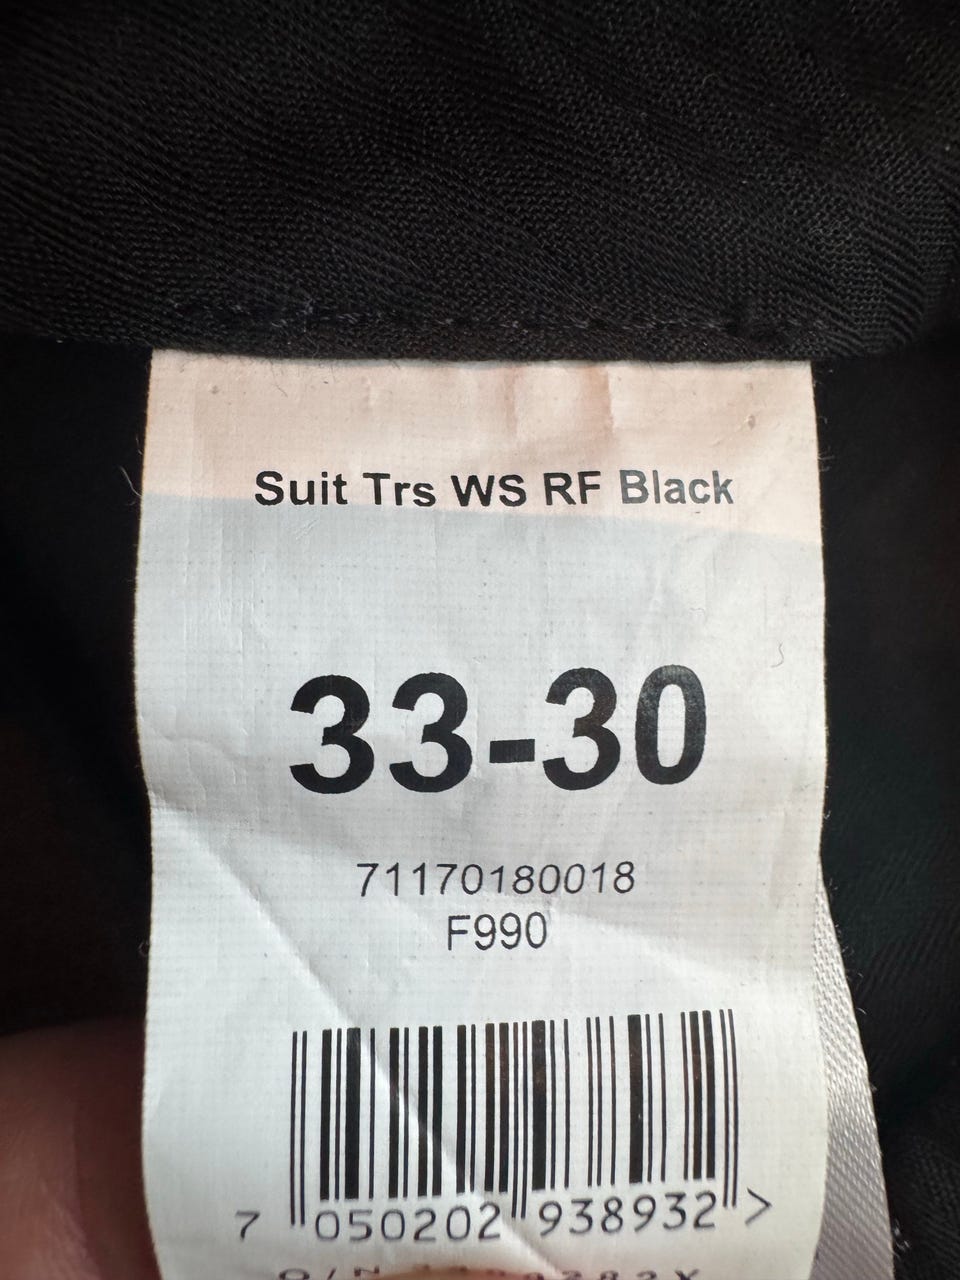 Suit Trs WS RF Black
33-30
71170180018
F990
7 050202 938932 >